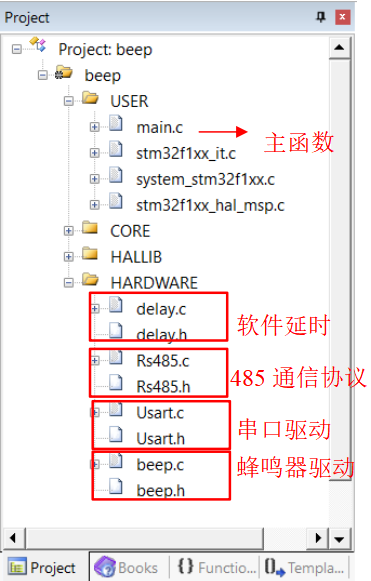 Project
Project: beep
beep
USER
main.c
主函数
stm32f1xx_it.c
system_stm32f1xx.c
stm32f1xx_hal_msp.c
CORE
HALLIB
HARDWARE
delay.c
delay.h
软件延时
Rs485.c
Rs485.h
485 通信协议
Usart.c
Usart.h
串口驱动
beep.c
beep.h
蜂鸣器驱动
Project Books {} Functio... 0 Templa...